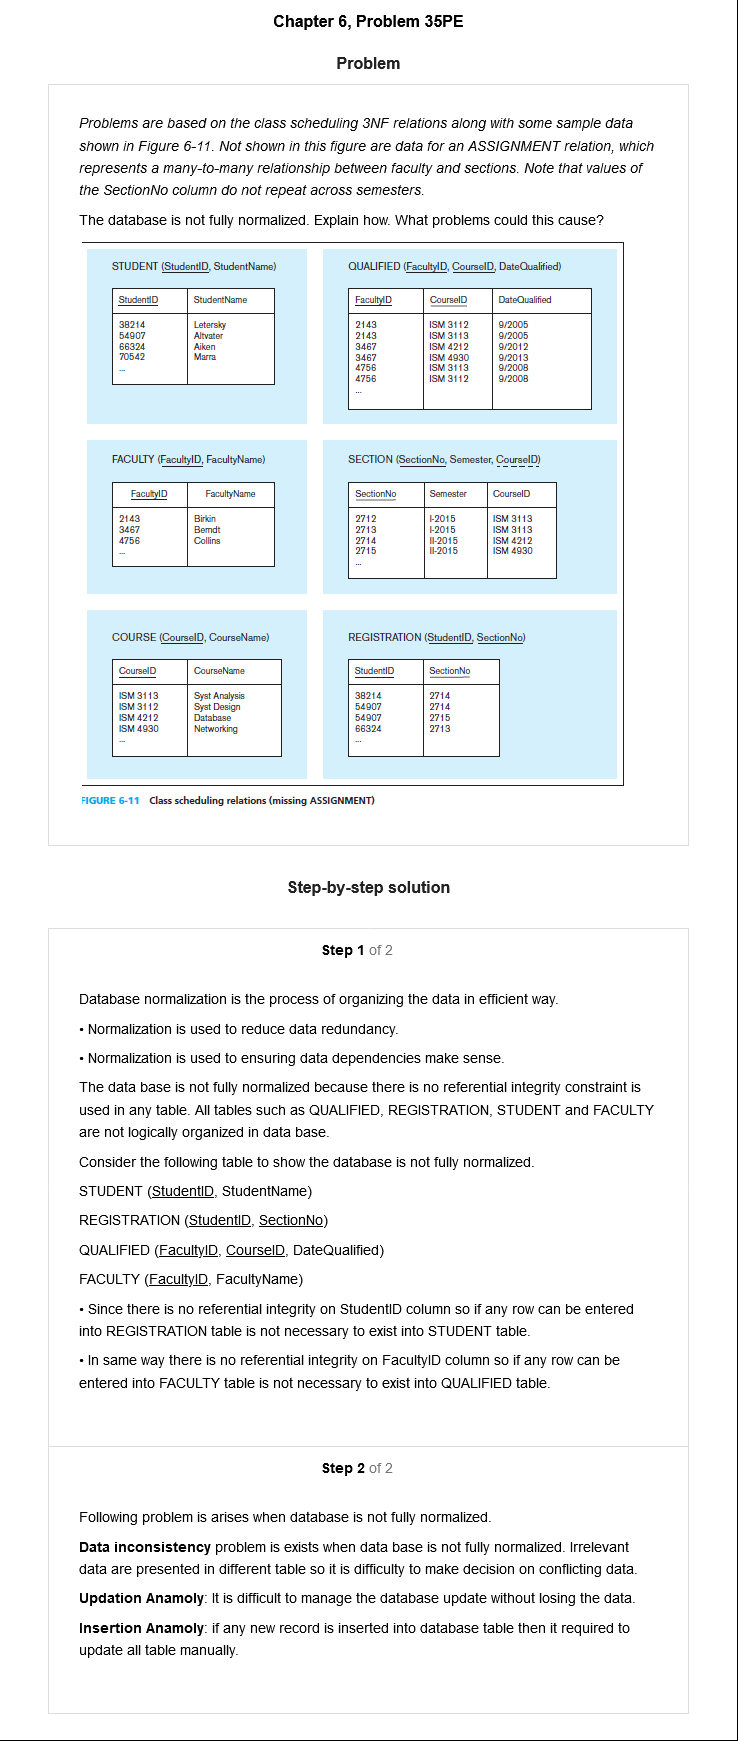 Chapter 6, Problem 35PE
Problem
Problems are based on the class scheduling 3NF relations along with some sample data
shown in Figure 6-11. Not shown in this figure are data for an ASSIGNMENT relation, which
represents a many-to-many relationship between faculty and sections. Note that values of
the SectionNo column do not repeat across semesters.
The database is not fully normalized. Explain how. What problems could this cause?
STUDENT (StudentID, StudentName)
StudentID StudentName
38214 Letersky
54907 Altvater
66324 Aiken
70542 Marra
...
QUALIFIED (FacultyID, CourseID, DateQualified)
FacultyID CourseID DateQualified
2143 ISM 3112 9/2005
2143 ISM 3113 9/2005
3467 ISM 4212 9/2012
3467 ISM 4930 9/2013
4756 ISM 3113 9/2008
4756 ISM 3112 9/2008
...
FACULTY (FacultyID, FacultyName)
FacultyID FacultyName
2143 Birkin
3467 Berndt
4756 Collins
...
SECTION (SectionNo, Semester, CourseID)
SectionNo Semester CourseID
2712 I-2015 ISM 3113
2713 I-2015 ISM 3113
2714 II-2015 ISM 4212
2715 II-2015 ISM 4930
...
COURSE (CourseID, CourseName)
CourseID CourseName
ISM 3113 Syst Analysis
ISM 3112 Syst Design
ISM 4212 Database
ISM 4930 Networking
...
REGISTRATION (StudentID, SectionNo)
StudentID SectionNo
38214 2714
54907 2714
54907 2715
66324 2713
...
FIGURE 6-11 Class scheduling relations (missing ASSIGNMENT)
Step-by-step solution
Step 1 of 2
Database normalization is the process of organizing the data in efficient way.
• Normalization is used to reduce data redundancy.
• Normalization is used to ensuring data dependencies make sense.
The data base is not fully normalized because there is no referential integrity constraint is
used in any table. All tables such as QUALIFIED, REGISTRATION, STUDENT and FACULTY
are not logically organized in data base.
Consider the following table to show the database is not fully normalized.
STUDENT (StudentID, StudentName)
REGISTRATION (StudentID, SectionNo)
QUALIFIED (FacultyID, CourseID, DateQualified)
FACULTY (FacultyID, FacultyName)
• Since there is no referential integrity on StudentID column so if any row can be entered
into REGISTRATION table is not necessary to exist into STUDENT table.
• In same way there is no referential integrity on FacultyID column so if any row can be
entered into FACULTY table is not necessary to exist into QUALIFIED table.
Step 2 of 2
Following problem is arises when database is not fully normalized.
Data inconsistency problem is exists when data base is not fully normalized. Irrelevant
data are presented in different table so it is difficulty to make decision on conflicting data.
Updation Anamoly: It is difficult to manage the database update without losing the data.
Insertion Anamoly: if any new record is inserted into database table then it required to
update all table manually.